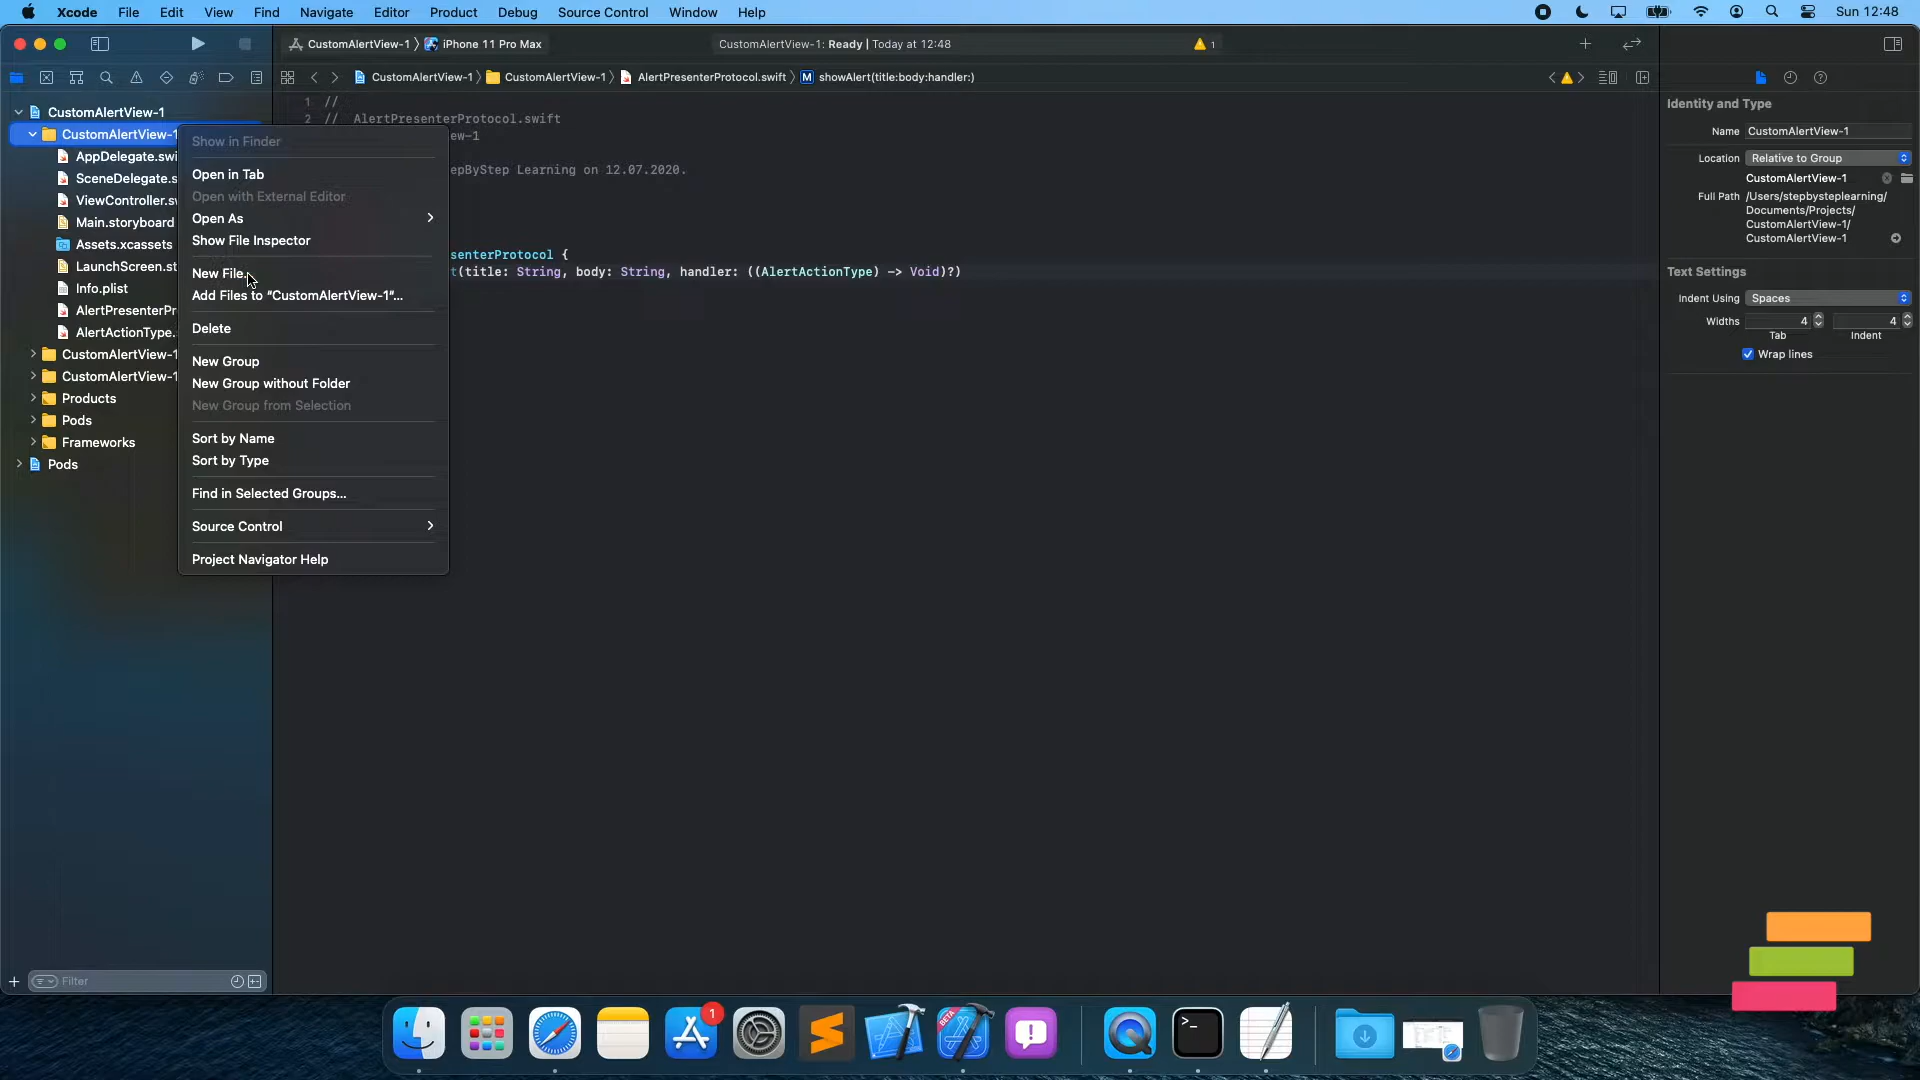 Xcode File Edit View Find Navigate Editor Product Debug Source Control Window Help Sun 12:48
CustomAlertView-1 iPhone 11 Pro Max CustomAlertView-1: Ready | Today at 12:48 1
CustomAlertView-1 CustomAlertView-1 AlertPresenterProtocol.swift M showAlert(title:body:handler:)
CustomAlertView-1
CustomAlertView-1
AppDelegate.swi
SceneDelegate.s
ViewController.sw
Main.storyboard
Assets.xcassets
LaunchScreen.st
Info.plist
AlertPresenterPr
AlertActionType.
CustomAlertView-1
CustomAlertView-1
Products
Pods
Frameworks
Pods
Filter
Show in Finder
Open in Tab
Open with External Editor
Open As
Show File Inspector
New File...
Add Files to “CustomAlertView-1”...
Delete
New Group
New Group without Folder
New Group from Selection
Sort by Name
Sort by Type
Find in Selected Groups...
Source Control
Project Navigator Help
1 //
2 // AlertPresenterProtocol.swift
ew-1
epByStep Learning on 12.07.2020.
senterProtocol {
t(title: String, body: String, handler: ((AlertActionType) -> Void)?)
Identity and Type
Name CustomAlertView-1
Location Relative to Group
CustomAlertView-1
Full Path /Users/stepbysteplearning/
Documents/Projects/
CustomAlertView-1/
CustomAlertView-1
Text Settings
Indent Using Spaces
Widths 4 4
Tab Indent
Wrap lines
1
BETA
>_